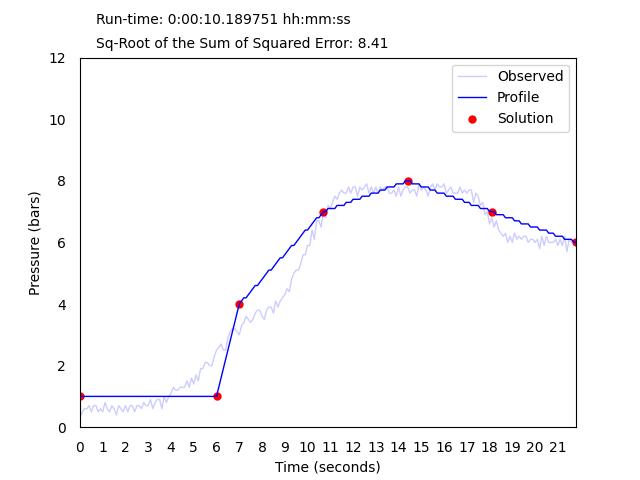 Run-time: 0:00:10.189751 hh:mm:ss
Sq-Root of the Sum of Squared Error: 8.41
Observed
Profile
Solution
12
10
8
6
4
2
0
Pressure (bars)
0 1 2 3 4 5 6 7 8 9 10 11 12 13 14 15 16 17 18 19 20 21
Time (seconds)